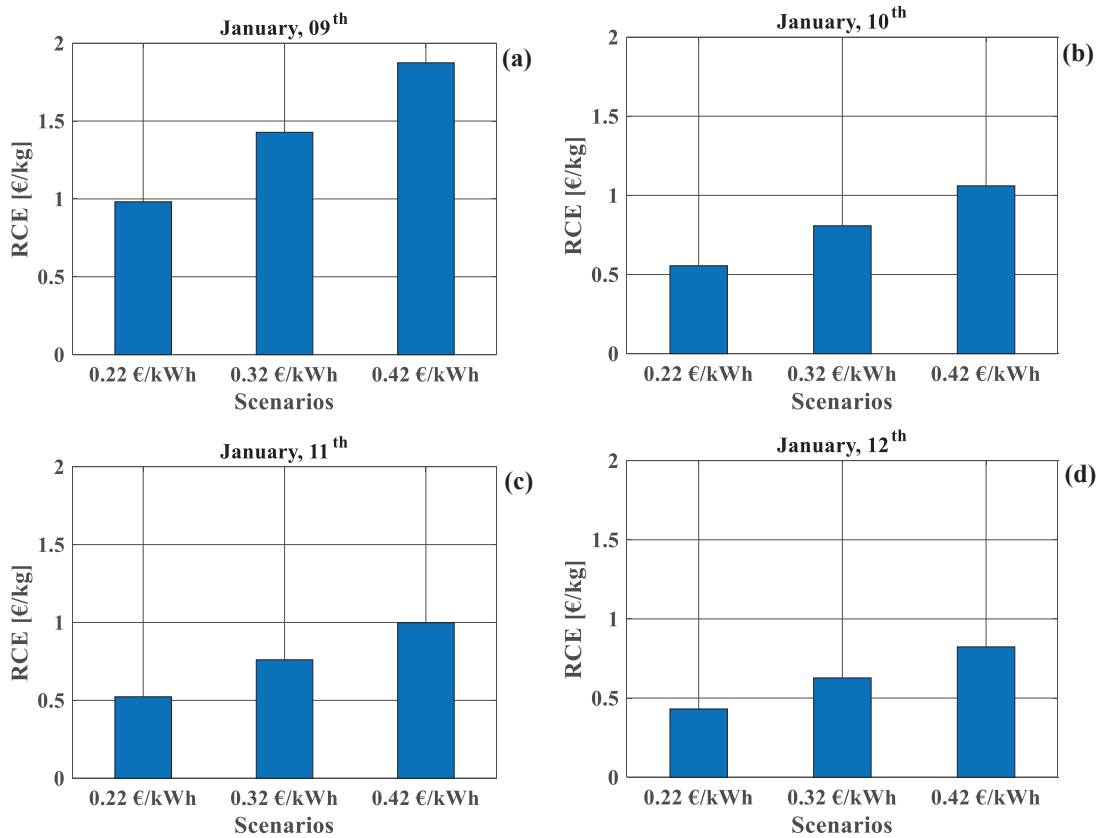 January, 09th
(a)
2
1.5
1
0.5
0
RCE [€/kg]
0.22 €/kWh 0.32 €/kWh 0.42 €/kWh
Scenarios
January, 10th
(b)
2
1.5
1
0.5
0
RCE [€/kg]
0.22 €/kWh 0.32 €/kWh 0.42 €/kWh
Scenarios
January, 11th
(c)
2
1.5
1
0.5
0
RCE [€/kg]
0.22 €/kWh 0.32 €/kWh 0.42 €/kWh
Scenarios
January, 12th
(d)
2
1.5
1
0.5
0
RCE [€/kg]
0.22 €/kWh 0.32 €/kWh 0.42 €/kWh
Scenarios